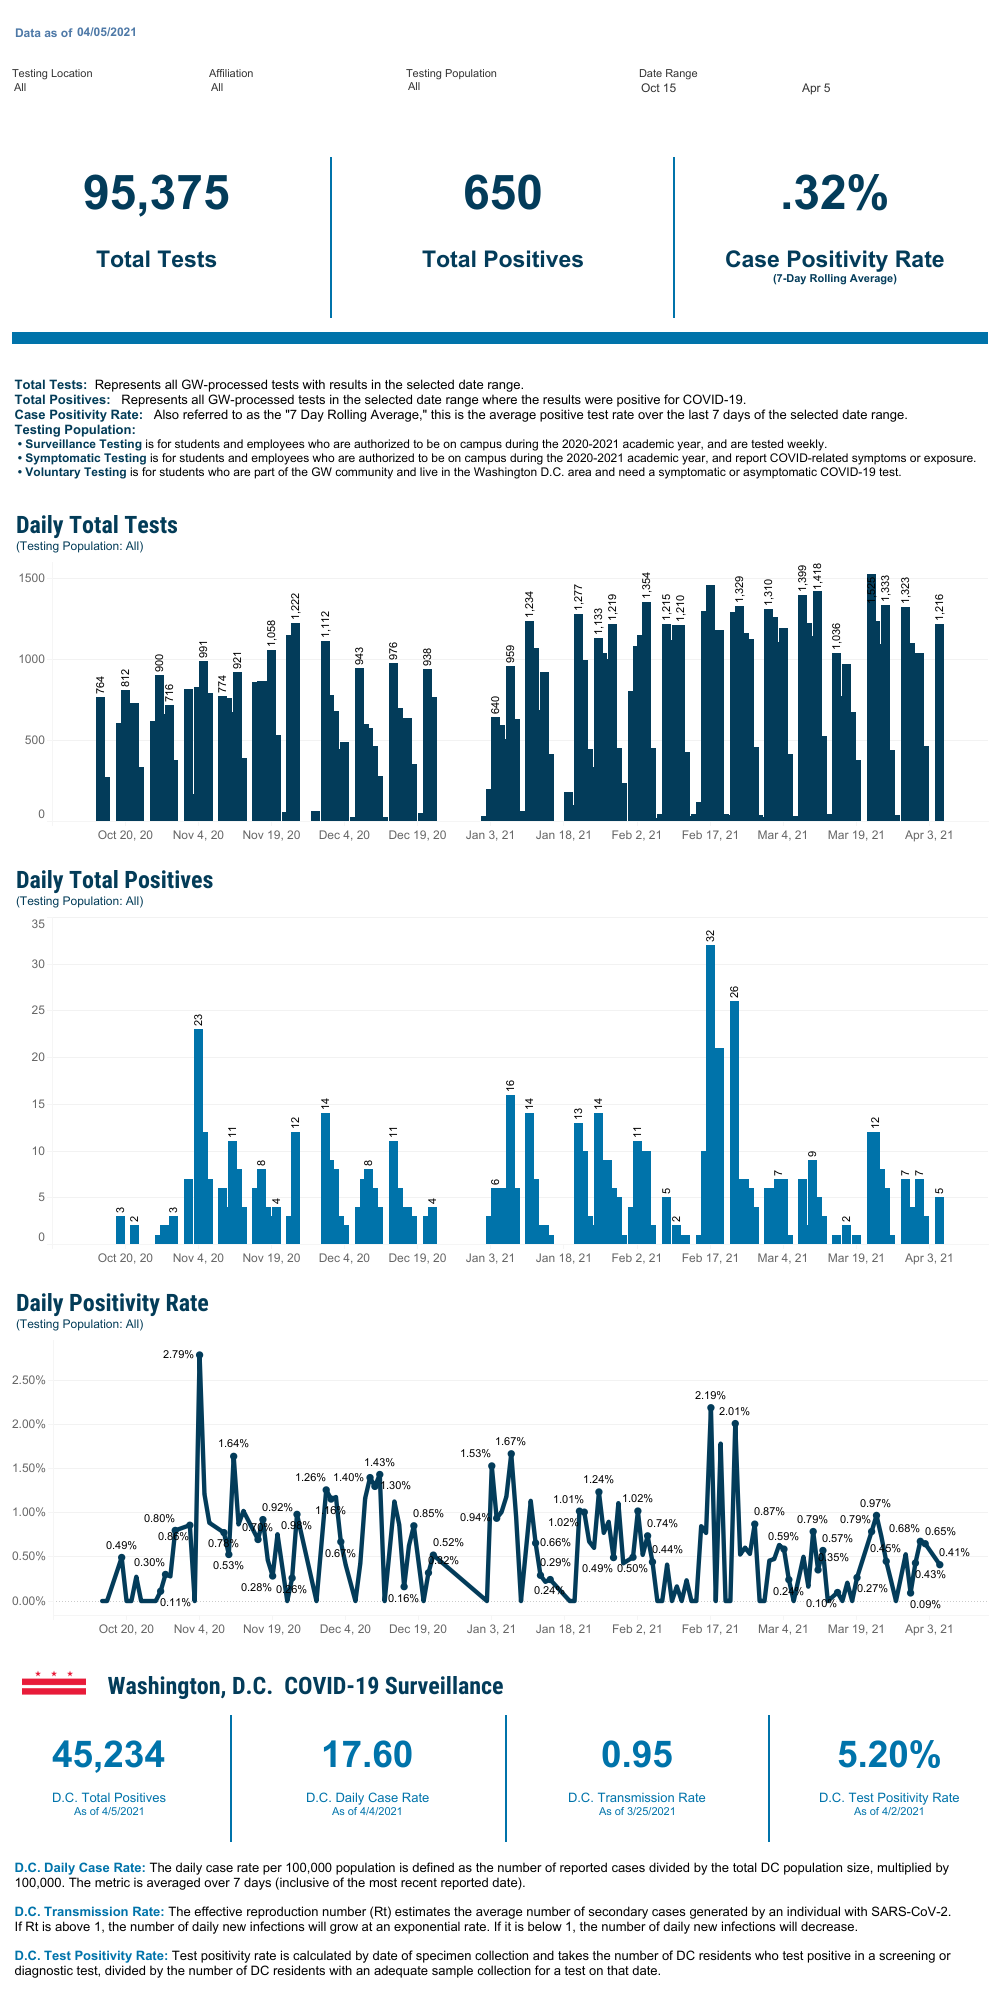 Data as of 04/05/2021
Testing Location Affiliation Testing Population Date Range
All All All Oct 15 Apr 5
95,375 650 .32%
Total Tests Total Positives Case Positivity Rate
(7-Day Rolling Average)
Total Tests: Represents all GW-processed tests with results in the selected date range.
Total Positives: Represents all GW-processed tests in the selected date range where the results were positive for COVID-19.
Case Positivity Rate: Also referred to as the "7 Day Rolling Average," this is the average positive test rate over the last 7 days of the selected date range.
Testing Population:
• Surveillance Testing is for students and employees who are authorized to be on campus during the 2020-2021 academic year, and are tested weekly.
• Symptomatic Testing is for students and employees who are authorized to be on campus during the 2020-2021 academic year, and report COVID-related symptoms or exposure.
• Voluntary Testing is for students who are part of the GW community and live in the Washington D.C. area and need a symptomatic or asymptomatic COVID-19 test.
Daily Total Tests
(Testing Population: All)
1500
1000
500
0
764 812 900 716 991 774 921 1,058 1,222 1,112 943 976 938 640 959 1,234 1,277 1,133 1,219 1,354 1,215 1,210 1,329 1,310 1,399 1,418 1,036 1,333 1,323 1,216
Oct 20, 20 Nov 4, 20 Nov 19, 20 Dec 4, 20 Dec 19, 20 Jan 3, 21 Jan 18, 21 Feb 2, 21 Feb 17, 21 Mar 4, 21 Mar 19, 21 Apr 3, 21
Daily Total Positives
(Testing Population: All)
35
30
25
20
15
10
5
0
3 2 3 23 11 8 4 12 14 8 11 4 6 16 14 13 14 11 5 2 32 26 7 9 2 12 7 7 5
Oct 20, 20 Nov 4, 20 Nov 19, 20 Dec 4, 20 Dec 19, 20 Jan 3, 21 Jan 18, 21 Feb 2, 21 Feb 17, 21 Mar 4, 21 Mar 19, 21 Apr 3, 21
Daily Positivity Rate
(Testing Population: All)
2.50%
2.00%
1.50%
1.00%
0.50%
0.00%
0.49% 0.30% 0.11% 0.80% 0.86% 2.79% 0.78% 0.53% 1.64% 0.70% 0.92% 0.28% 0.26% 0.98% 1.26% 1.16% 0.67% 1.40% 1.30% 1.43% 0.16% 0.85% 0.32% 0.52% 1.53% 0.94% 1.67% 0.66% 0.29% 0.24% 1.01% 1.02% 1.24% 0.49% 0.50% 1.02% 0.74% 0.44% 2.19% 2.01% 0.87% 0.59% 0.24% 0.79% 0.35% 0.57% 0.10% 0.27% 0.79% 0.97% 0.45% 0.09% 0.43% 0.68% 0.65% 0.41%
Oct 20, 20 Nov 4, 20 Nov 19, 20 Dec 4, 20 Dec 19, 20 Jan 3, 21 Jan 18, 21 Feb 2, 21 Feb 17, 21 Mar 4, 21 Mar 19, 21 Apr 3, 21
Washington, D.C. COVID-19 Surveillance
45,234 17.60 0.95 5.20%
D.C. Total Positives D.C. Daily Case Rate D.C. Transmission Rate D.C. Test Positivity Rate
As of 4/5/2021 As of 4/4/2021 As of 3/25/2021 As of 4/2/2021
D.C. Daily Case Rate: The daily case rate per 100,000 population is defined as the number of reported cases divided by the total DC population size, multiplied by
100,000. The metric is averaged over 7 days (inclusive of the most recent reported date).
D.C. Transmission Rate: The effective reproduction number (Rt) estimates the average number of secondary cases generated by an individual with SARS-CoV-2.
If Rt is above 1, the number of daily new infections will grow at an exponential rate. If it is below 1, the number of daily new infections will decrease.
D.C. Test Positivity Rate: Test positivity rate is calculated by date of specimen collection and takes the number of DC residents who test positive in a screening or
diagnostic test, divided by the number of DC residents with an adequate sample collection for a test on that date.